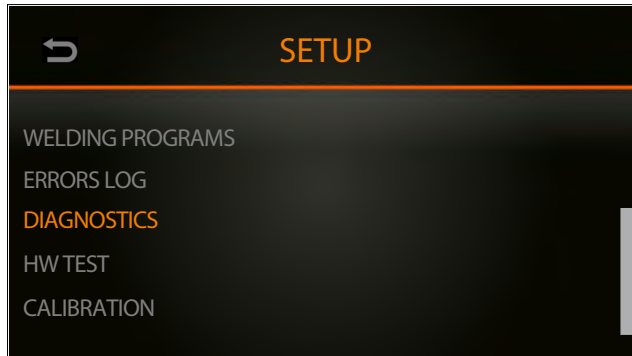 SETUP
WELDING PROGRAMS
ERRORS LOG
DIAGNOSTICS
HW TEST
CALIBRATION